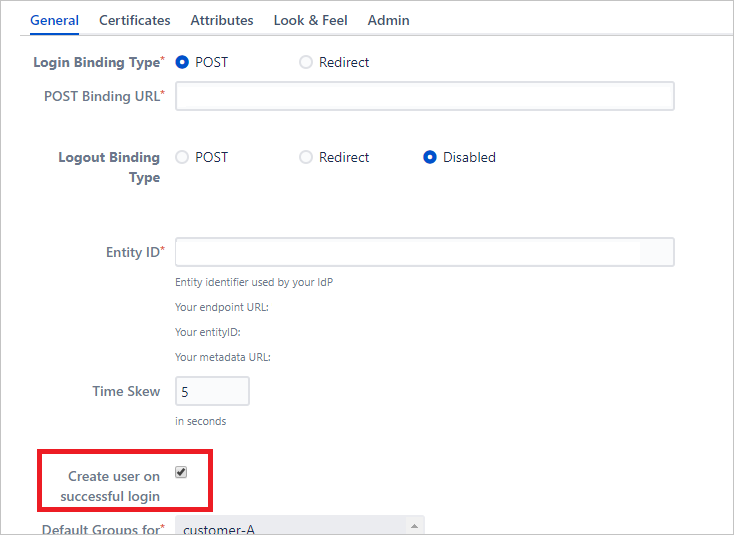 General Certificates Attributes Look & Feel Admin
Login Binding Type* POST Redirect
POST Binding URL*
Logout Binding Type POST Redirect Disabled
Entity ID*
Entity identifier used by your IdP
Your endpoint URL:
Your entityID:
Your metadata URL:
Time Skew 5
in seconds
Create user on
successful login
Default Groups for* customer-A